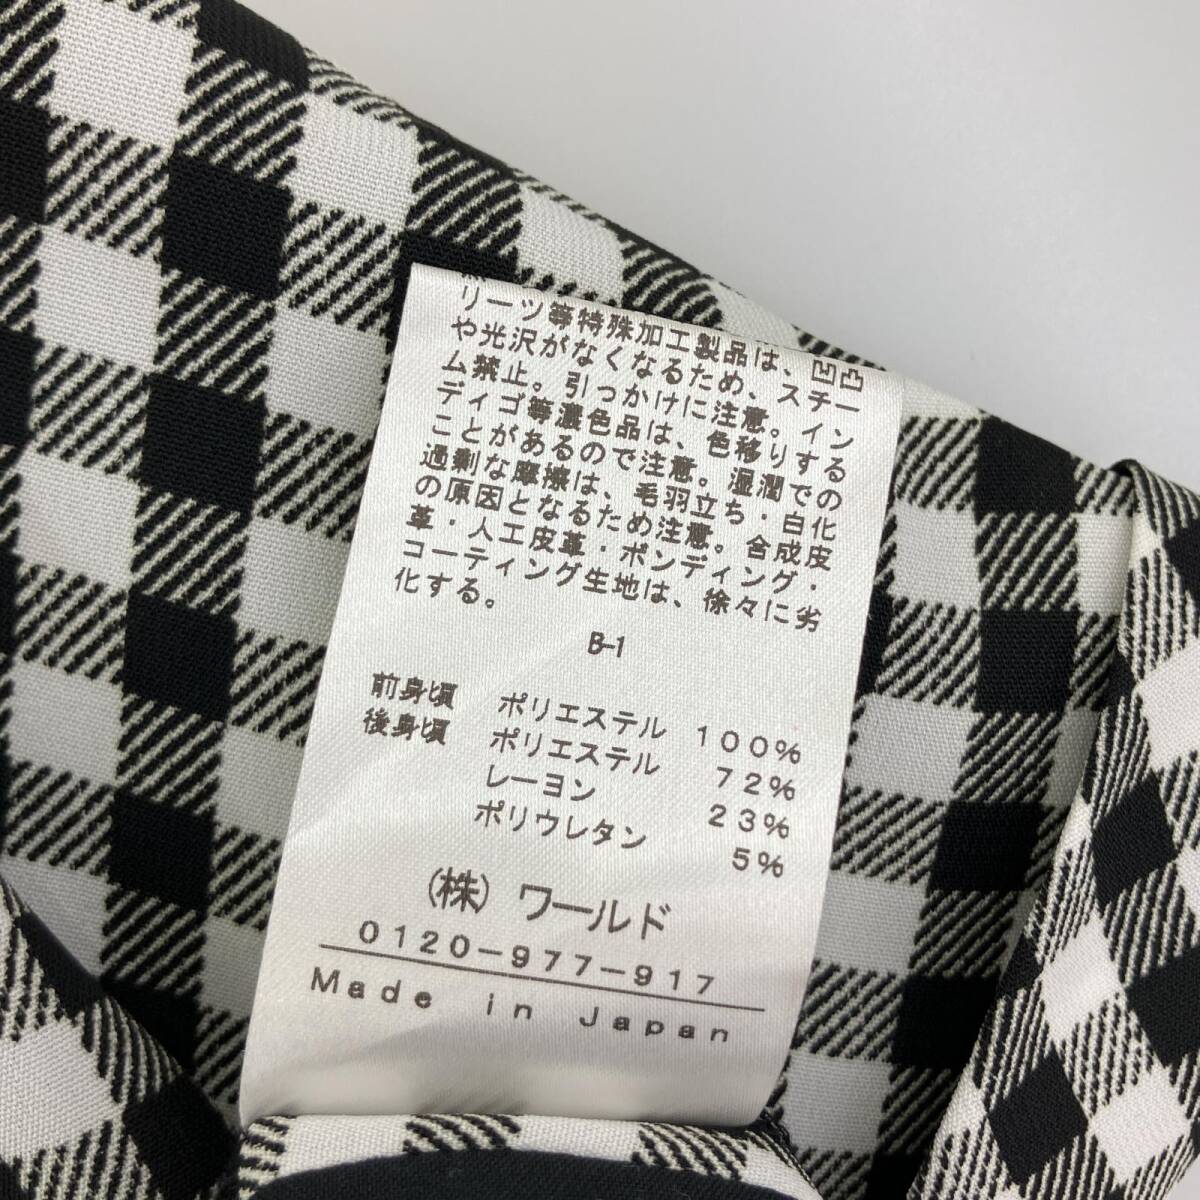 リーツ等特殊加工製品は、凹凸
や光沢がなくなるため、スチー
ム禁止。引っかけに注意。イン
ディゴ等濃色品は、色移りする
ことがあるので注意。湿潤での
過剰な摩擦は、毛羽立ち・白化
の原因となるため注意。合成皮
革・人工皮革・ボンディング・
コーティング生地は、徐々に劣
化する。
B-1
前身頃 ポリエステル 100%
後身頃 ポリエステル 72%
レーヨン 23%
ポリウレタン 5%
(株) ワールド
0120-977-917
Made in Japan